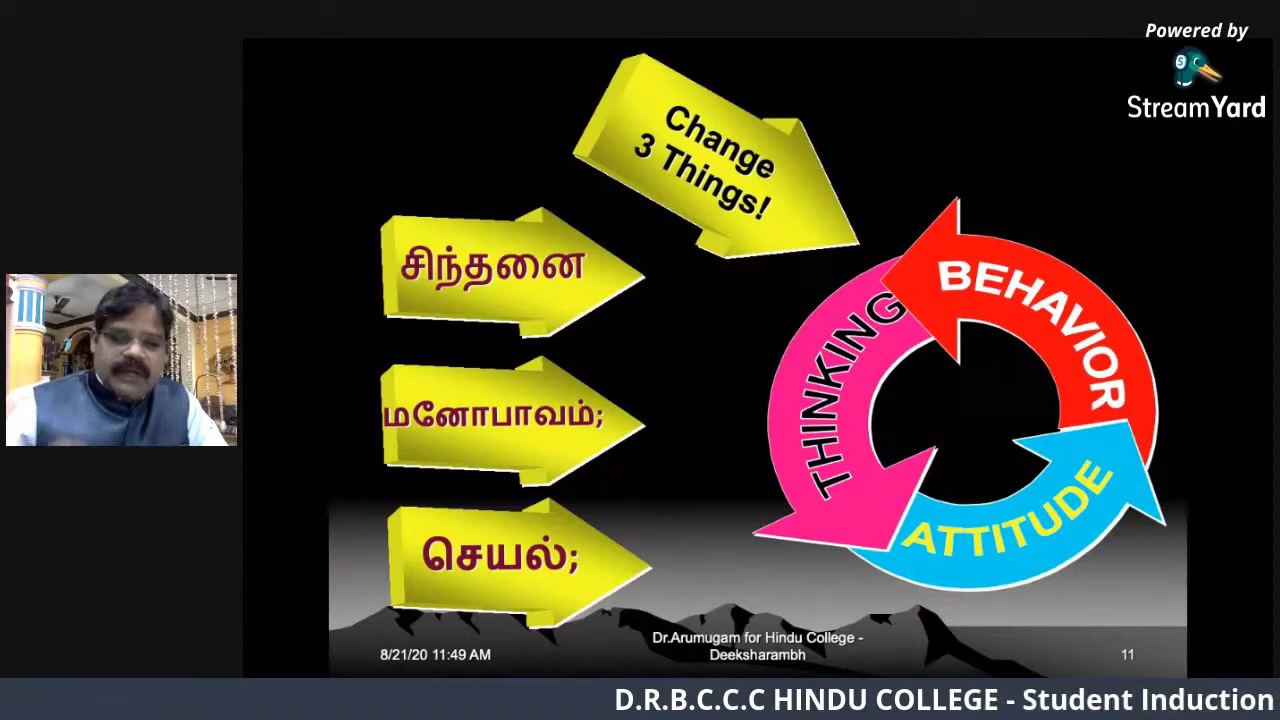 Powered by
StreamYard
Change
3 Things!
சிந்தனை
மனோபாவம்;
செயல்;
THINKING
BEHAVIOR
ATTITUDE
8/21/20 11:49 AM
Dr.Arumugam for Hindu College -
Deeksharambh
11
D.R.B.C.C.C HINDU COLLEGE - Student Induction